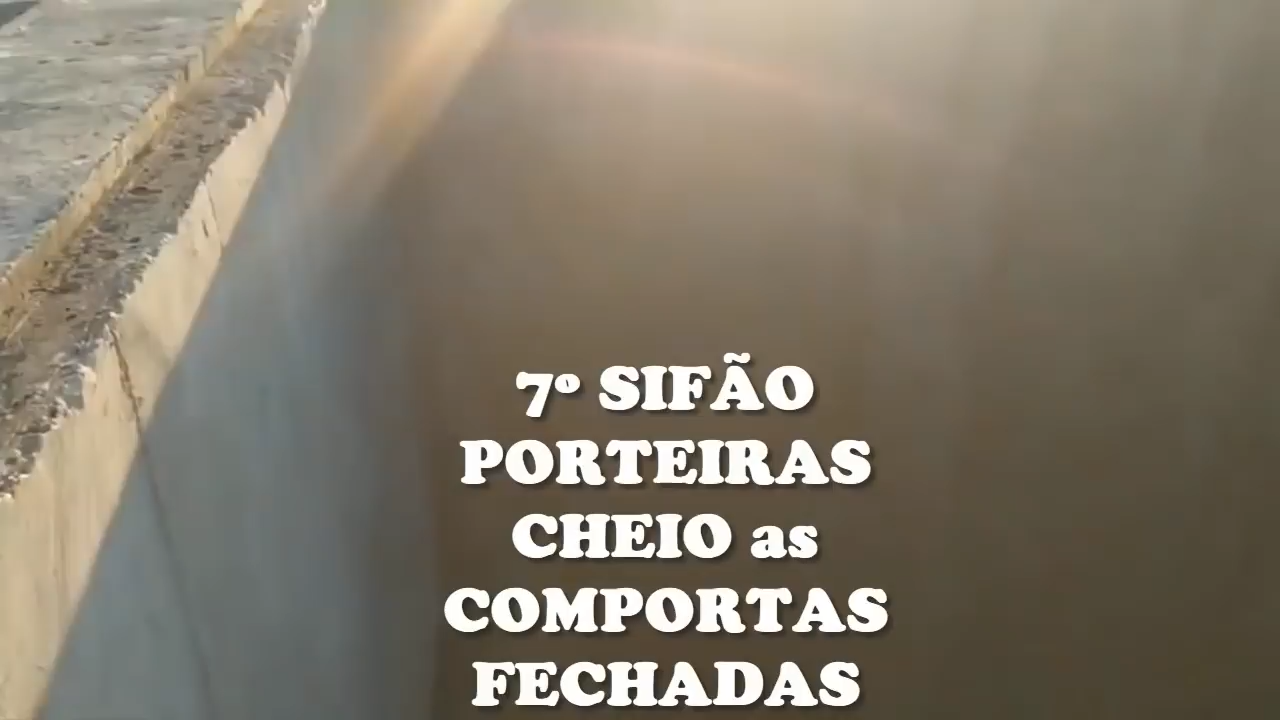 7º SIFÃO
PORTEIRAS
CHEIO as
COMPORTAS
FECHADAS